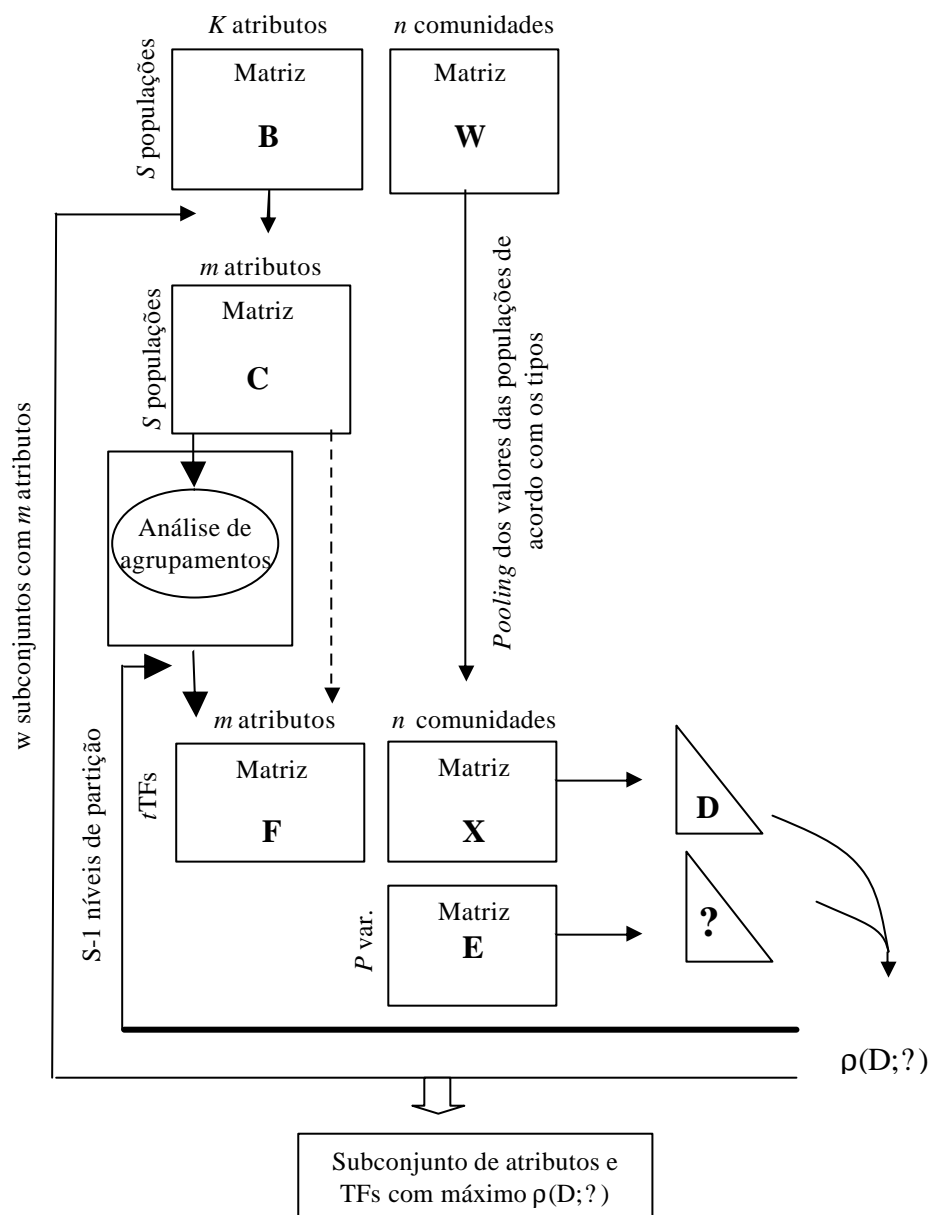 K atributos
n comunidades
S populações
Matriz
B
Matriz
W
m atributos
S populações
Matriz
C
Pooling dos valores das populações de
acordo com os tipos
w subconjuntos com m atributos
Análise de
agrupamentos
S-1 níveis de partição
m atributos
n comunidades
tTFs
Matriz
F
Matriz
X
D
P var.
Matriz
E
?
ρ(D;?)
Subconjunto de atributos e
TFs com máximo ρ(D;?)